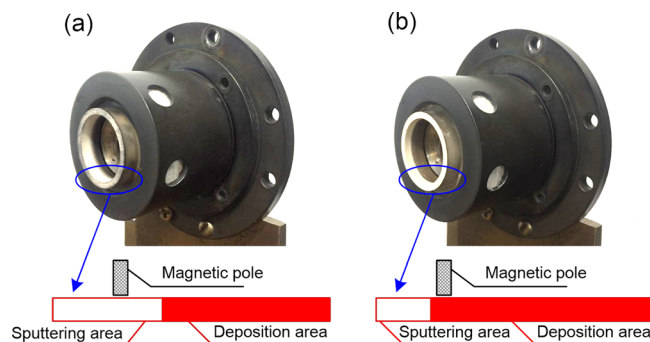 (a)
(b)
Magnetic pole
Magnetic pole
Sputtering area
Deposition area
Sputtering area
Deposition area